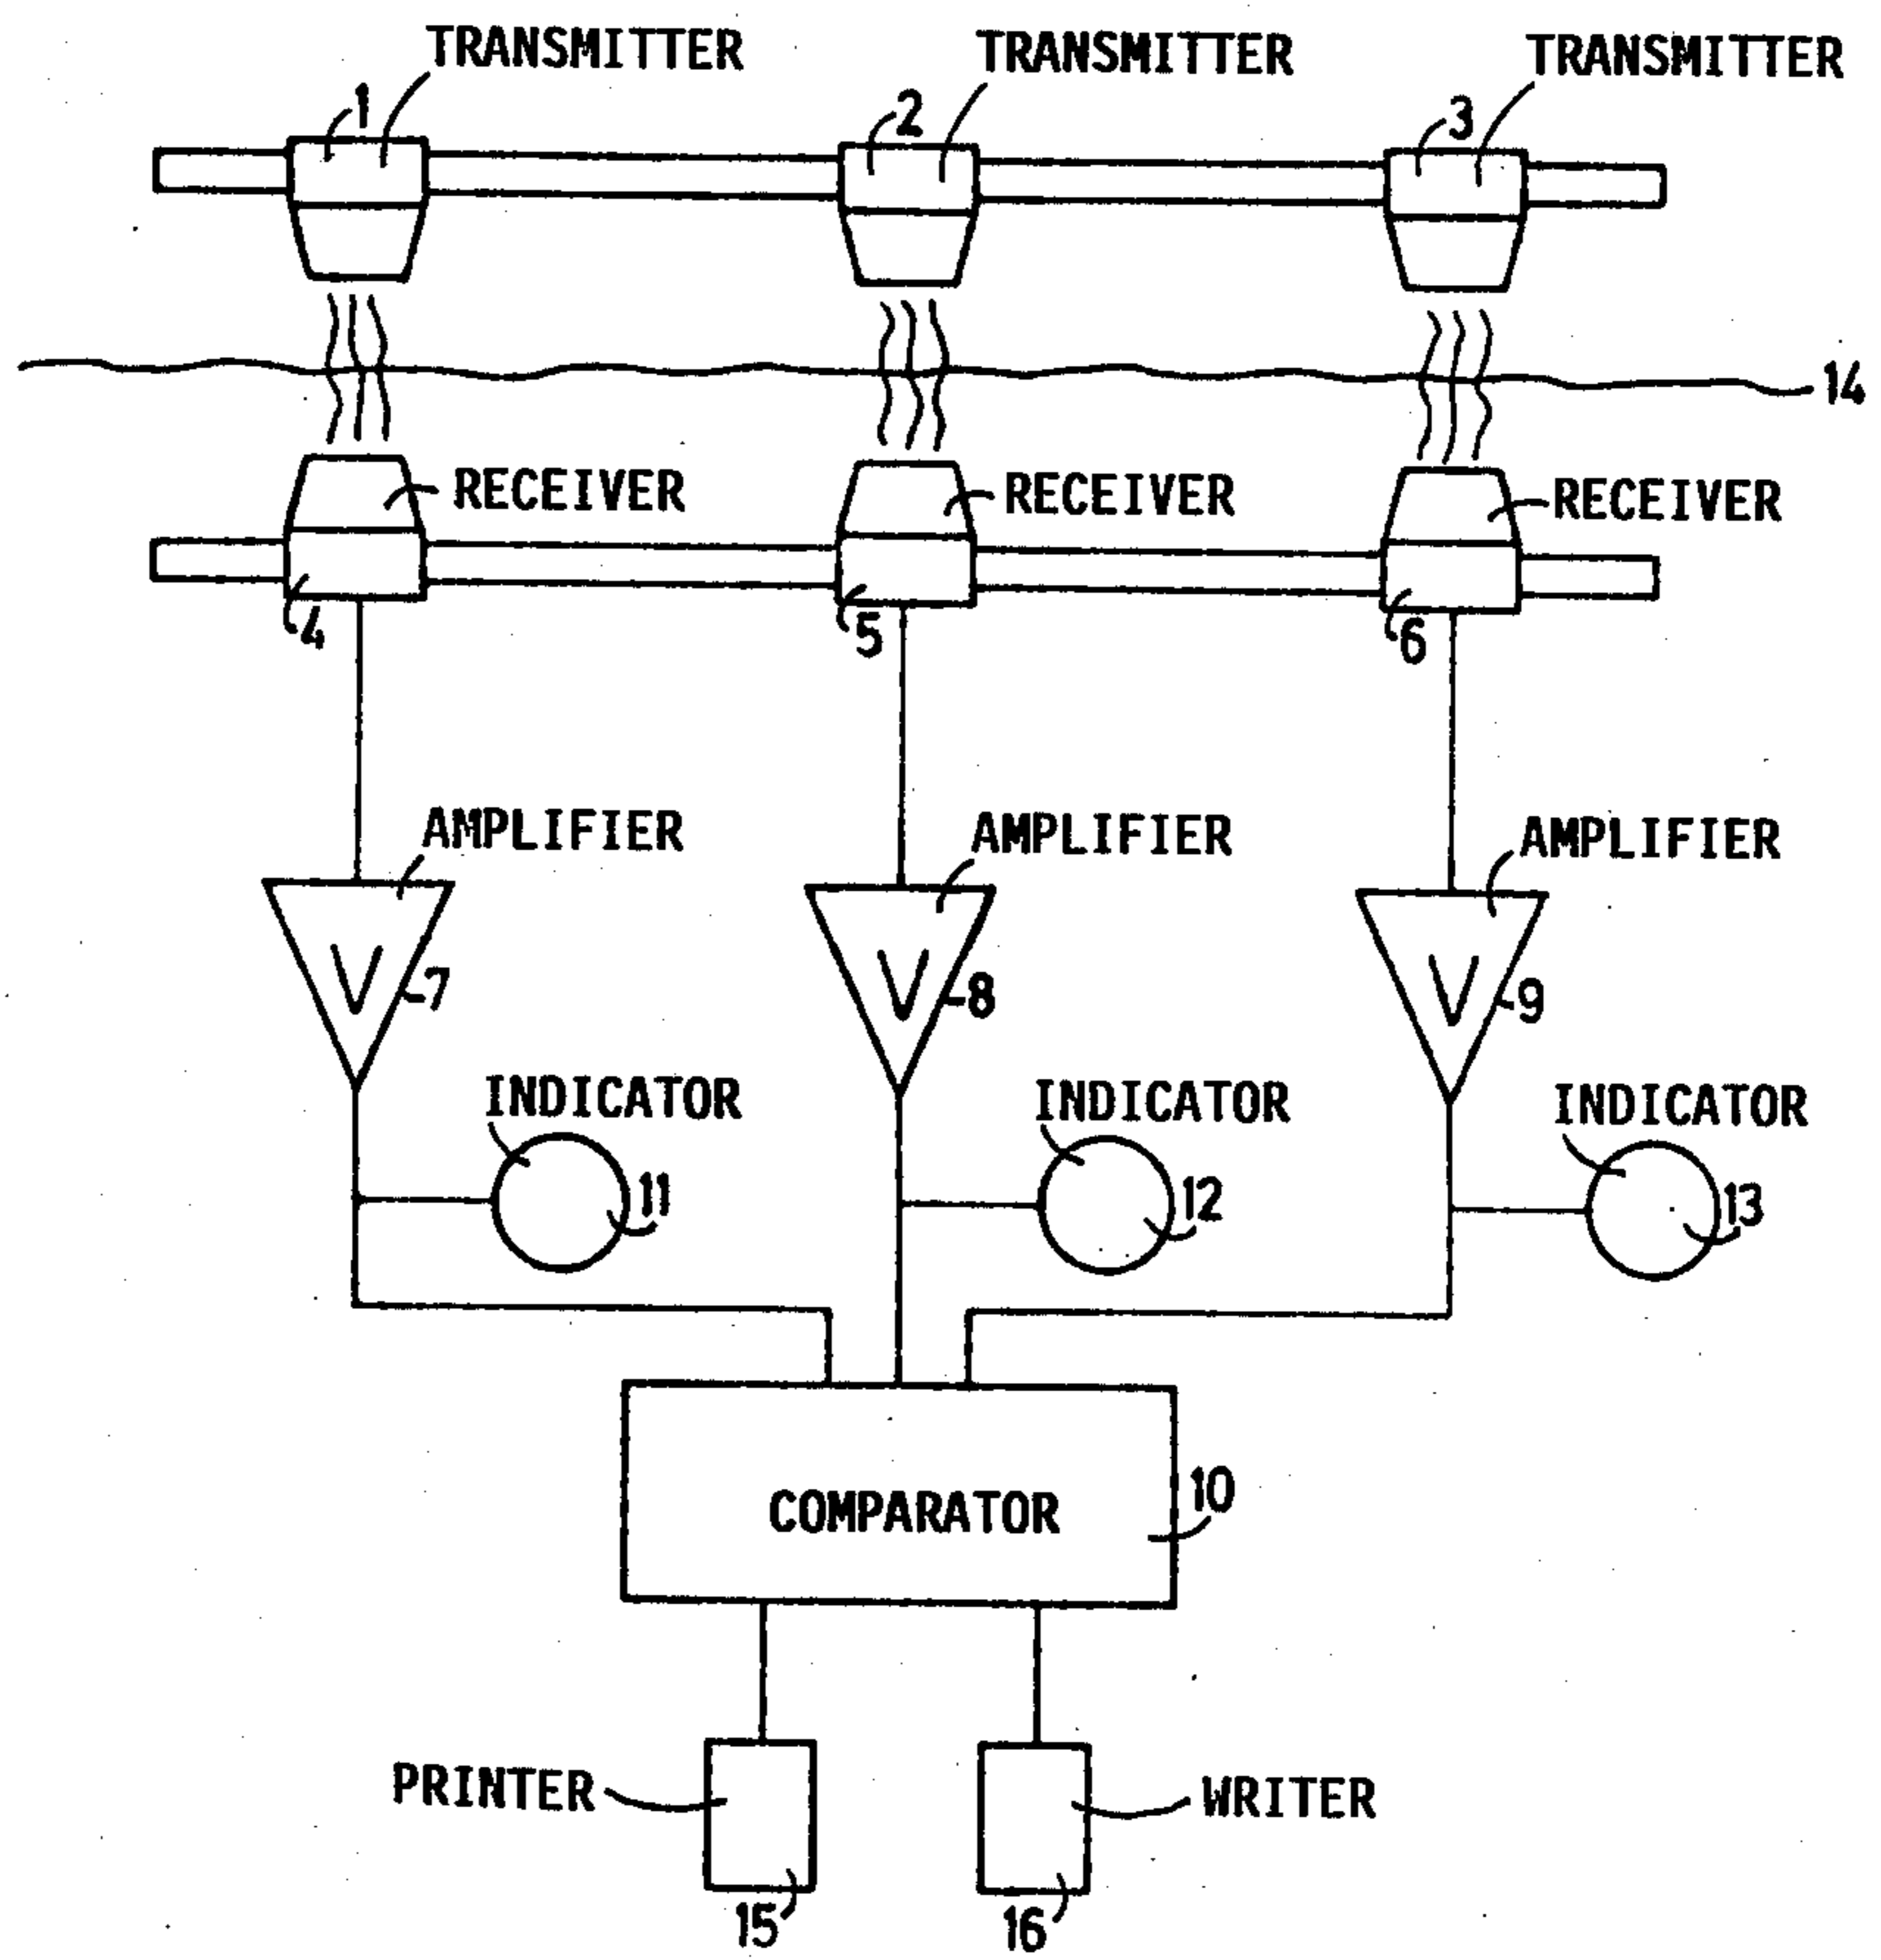 TRANSMITTER
TRANSMITTER
TRANSMITTER
1
2
3
14
RECEIVER
RECEIVER
RECEIVER
4
5
6
AMPLIFIER
AMPLIFIER
AMPLIFIER
V
7
V
8
V
9
INDICATOR
INDICATOR
INDICATOR
11
12
13
COMPARATOR
10
PRINTER
WRITER
15
16